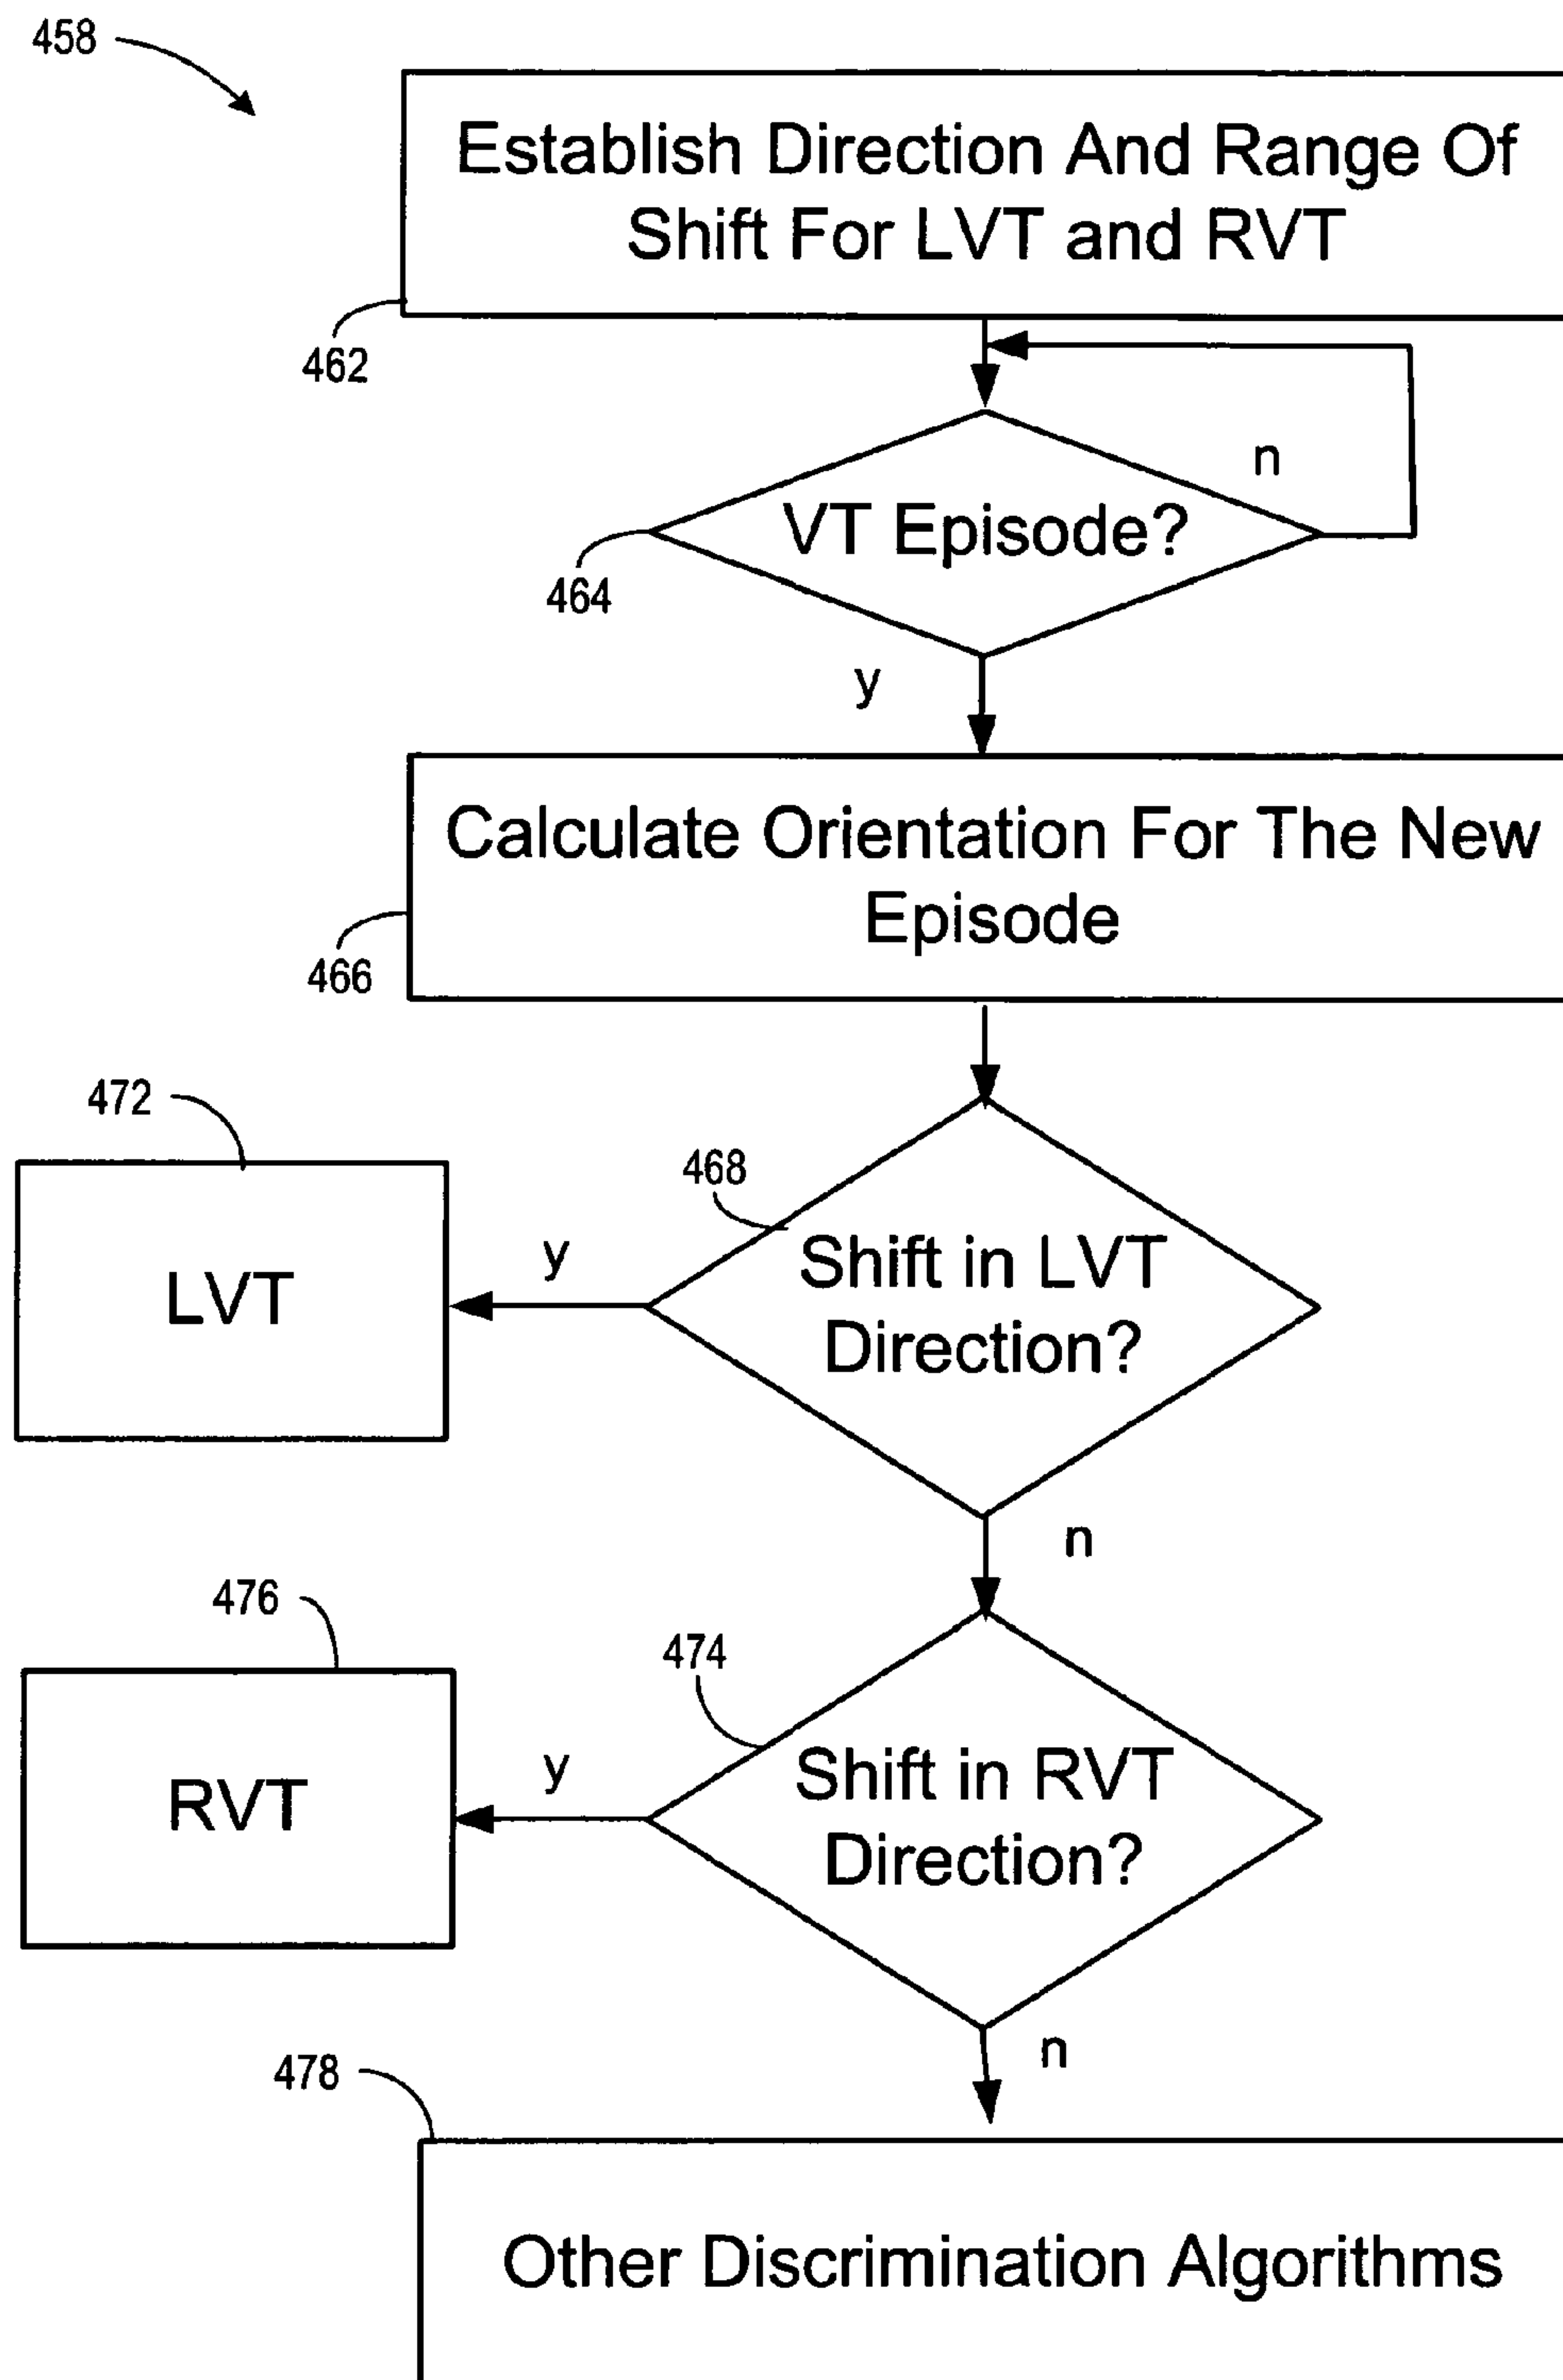 458
Establish Direction And Range Of
Shift For LVT and RVT
462
n
VT Episode?
464
y
Calculate Orientation For The New
Episode
466
472
468
Shift in LVT
Direction?
y
LVT
n
476
474
Shift in RVT
Direction?
y
RVT
n
478
Other Discrimination Algorithms